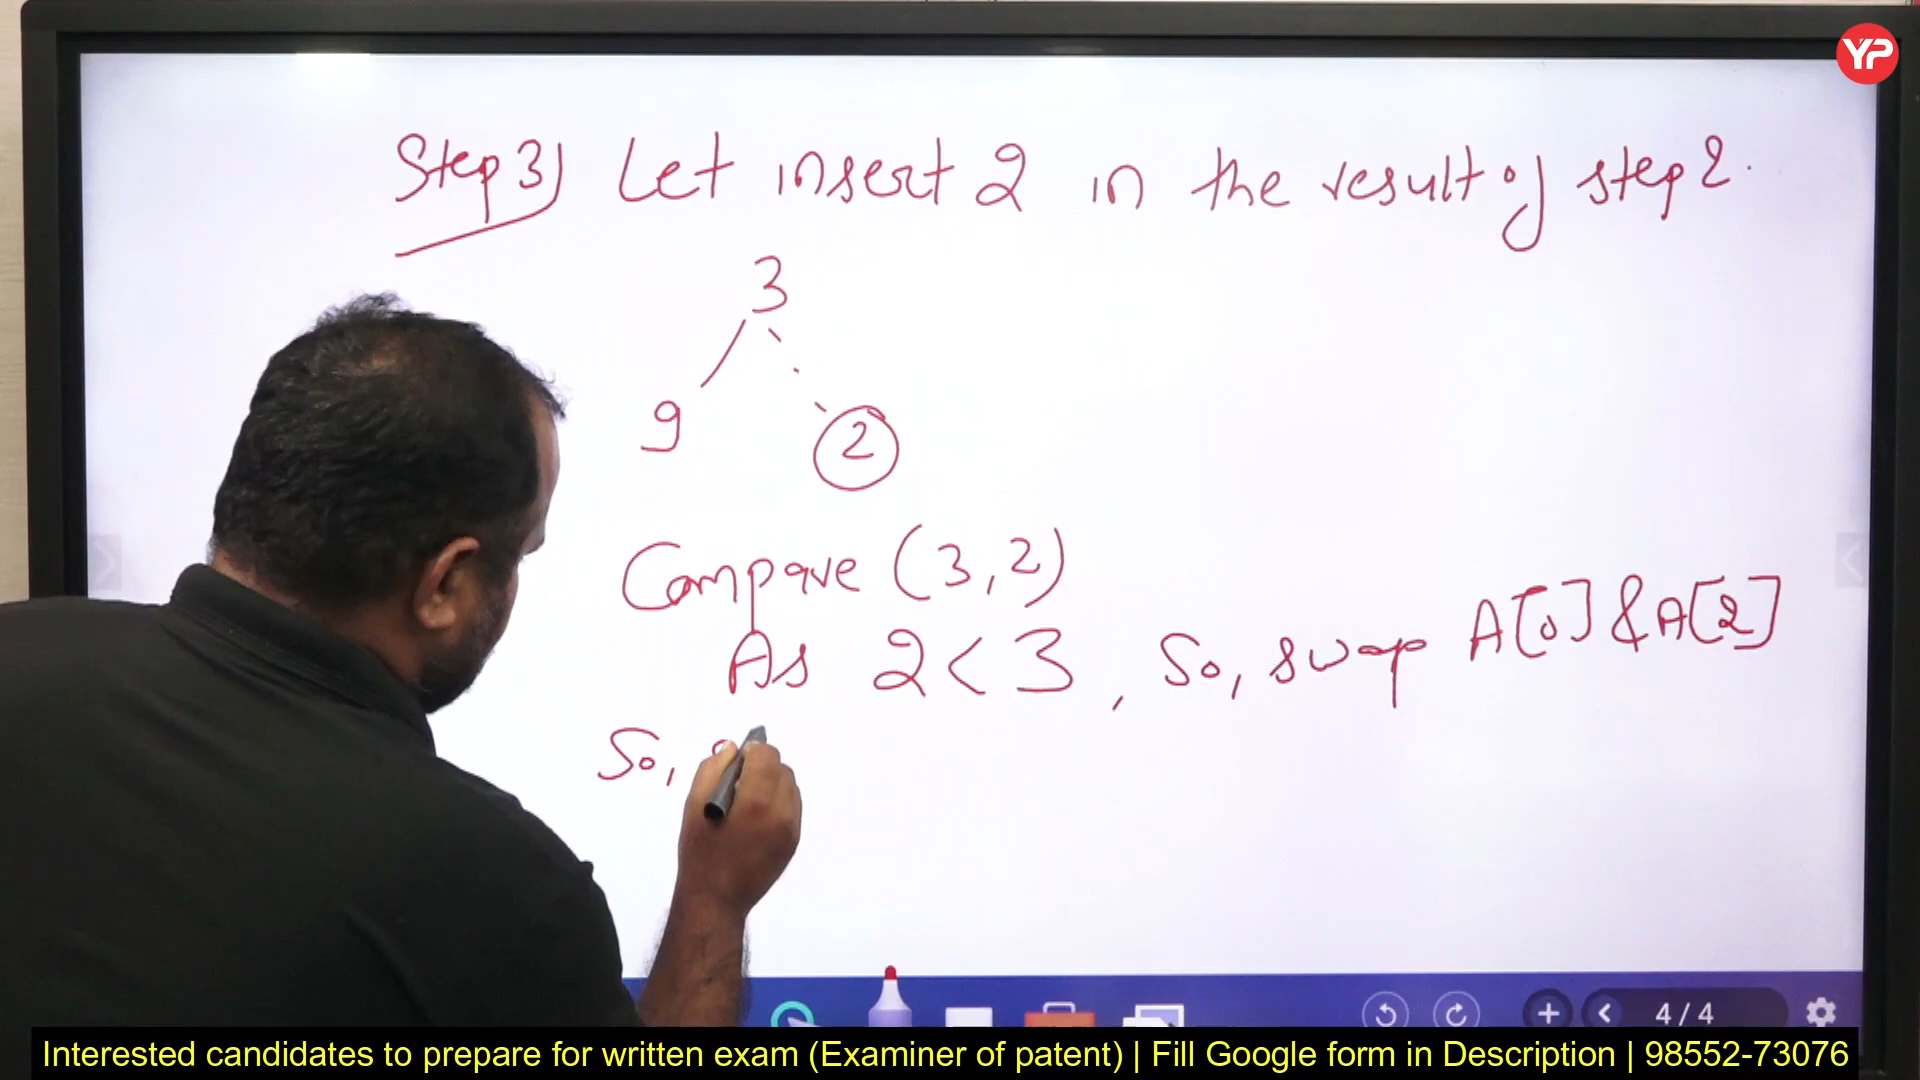 YP
Step 3) Let insert 2 in the result of step 2.
3
9 2
Compare (3,2)
As 2 < 3, So, swap A[0] & A[2]
So,
4/4
Interested candidates to prepare for written exam (Examiner of patent) | Fill Google form in Description | 98552-73076